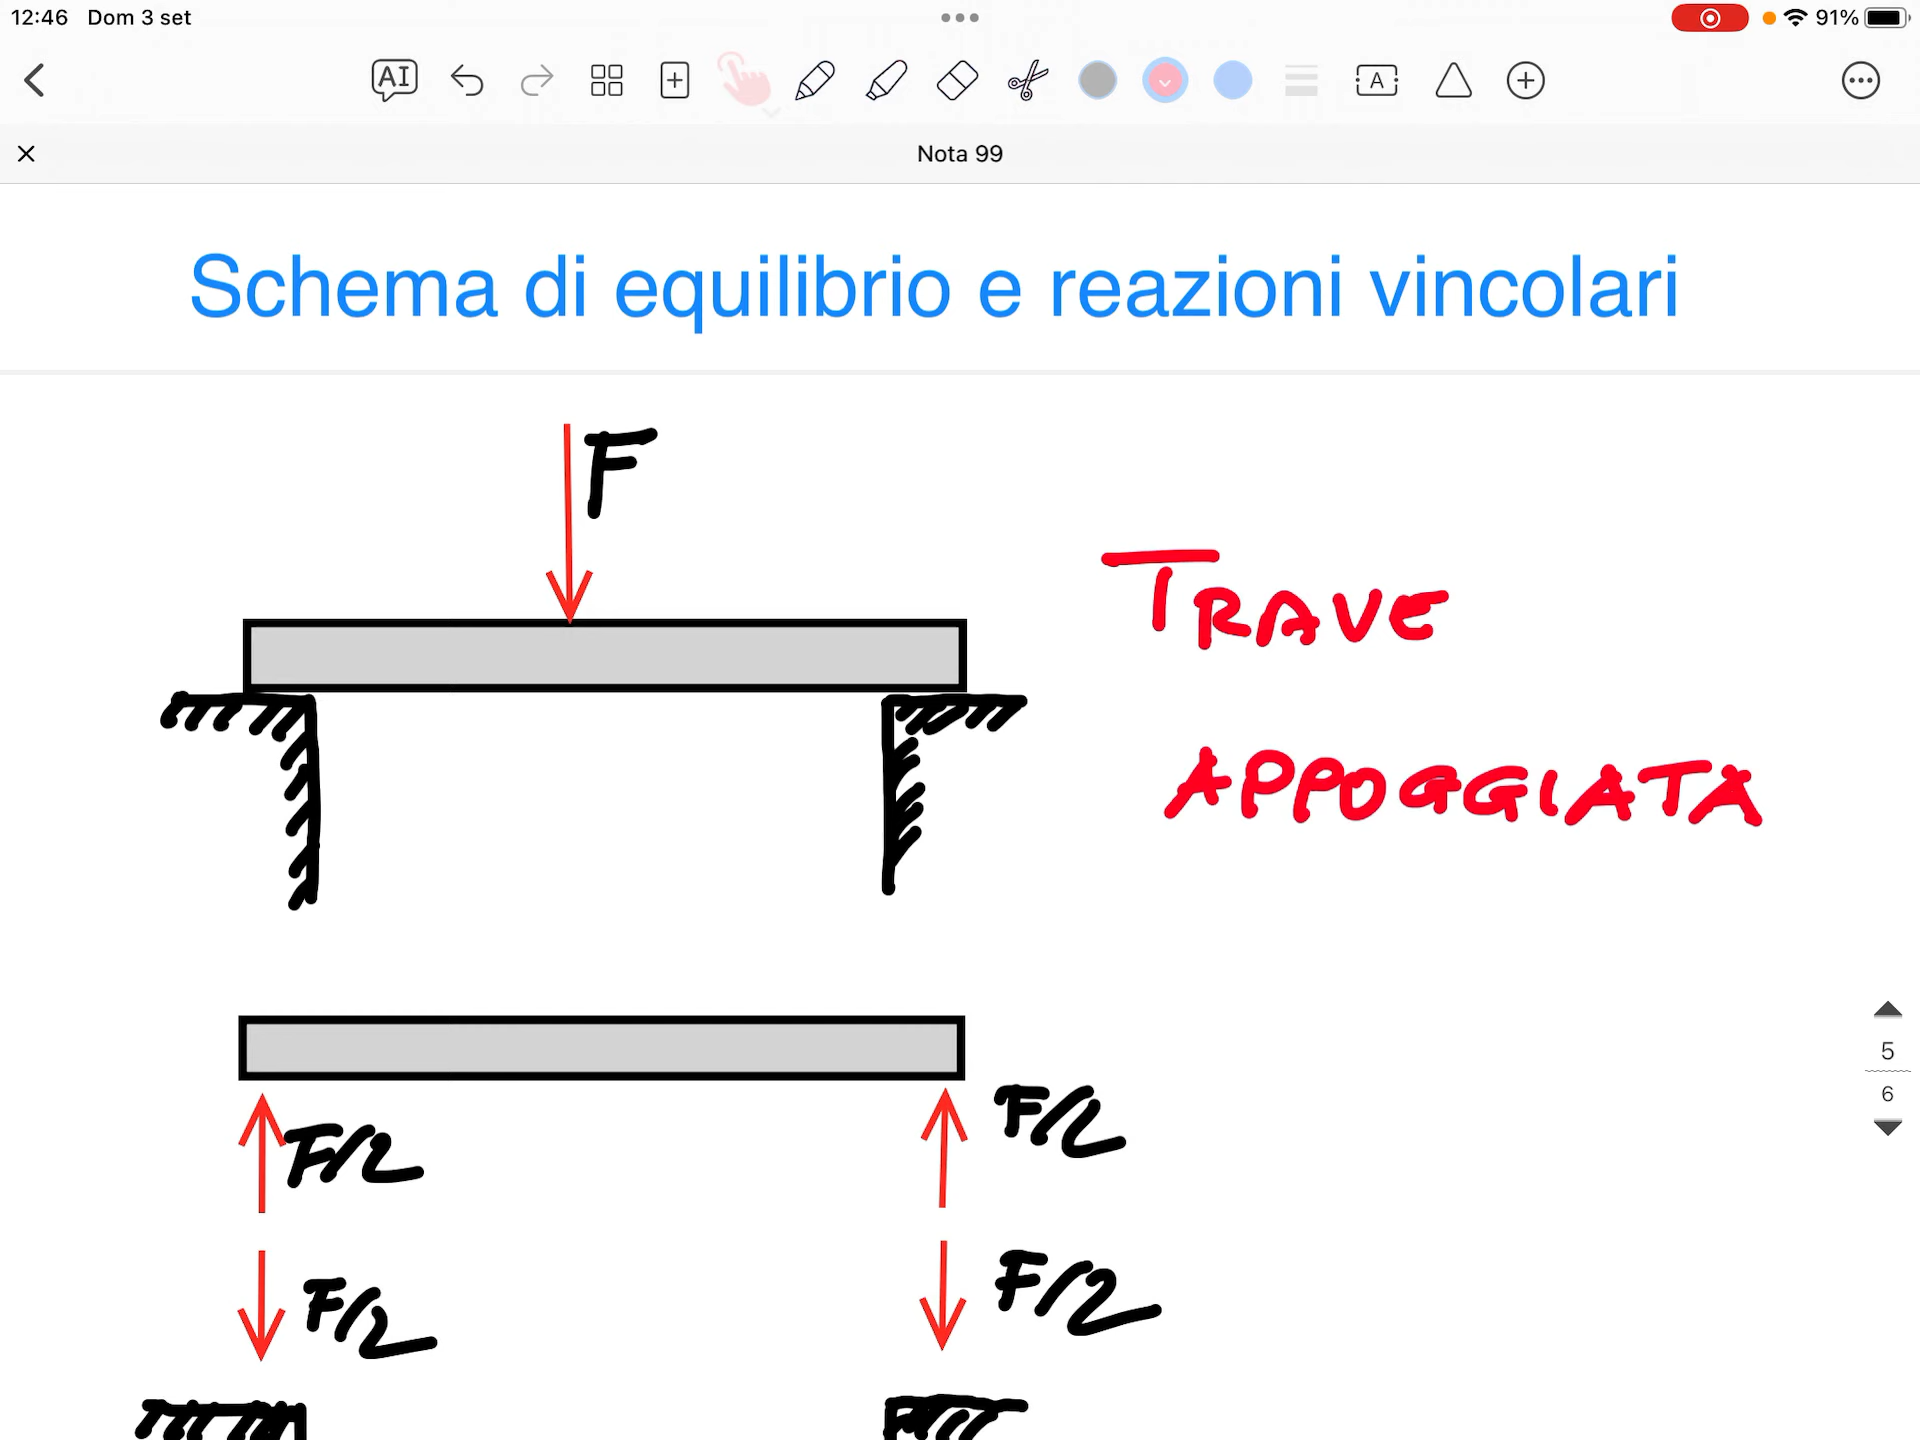 12:46 Dom 3 set
91%
AI
A
Nota 99
Schema di equilibrio e reazioni vincolari
F
TRAVE
APPOGGIATA
5
6
F/2
F/2
F/2
F/2